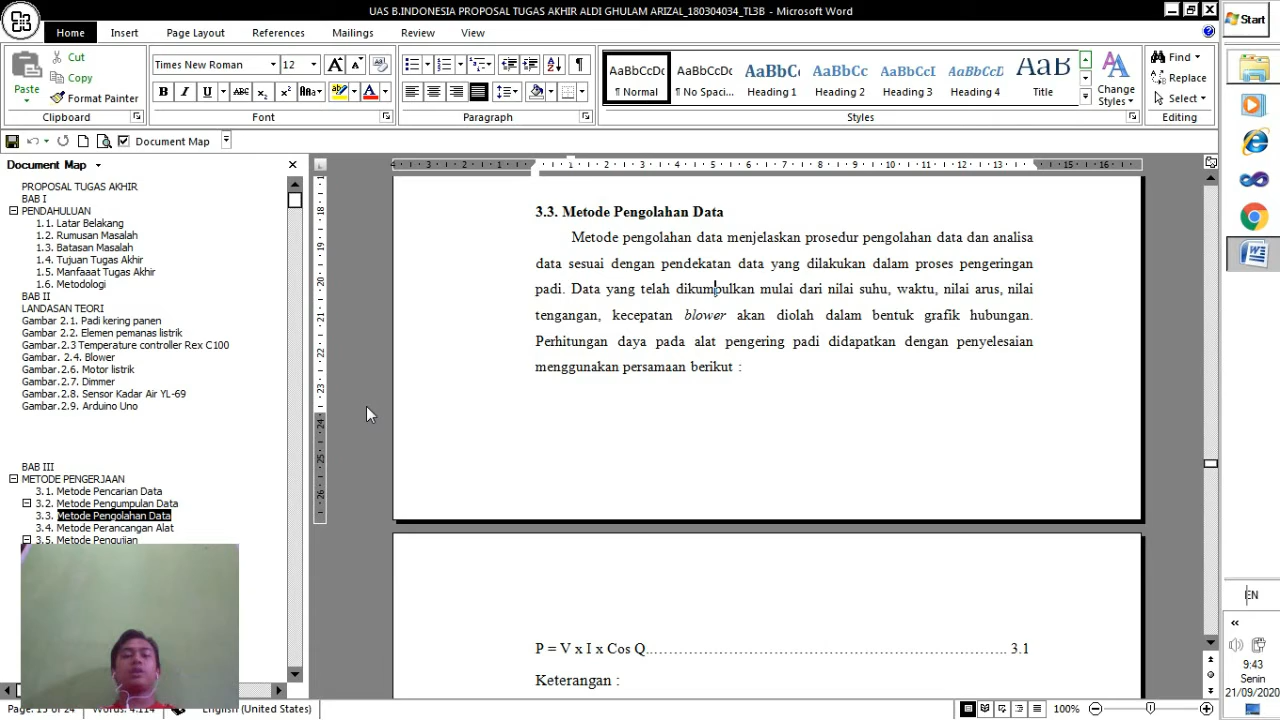 UAS B.INDONESIA PROPOSAL TUGAS AKHIR ALDI GHULAM ARIZAL_180304034_TL3B - Microsoft Word
Start
Home Insert Page Layout References Mailings Review View
Paste
Cut
Copy
Format Painter
Clipboard
Times New Roman 12
B I U ABC x₂ x² Aa A
Font
Paragraph
AaBbCcDc AaBbCcDc AaBbC AaBbCc AaBbCcI AaBbCcI AaB
¶ Normal ¶ No Spaci... Heading 1 Heading 2 Heading 3 Heading 4 Title
Change Styles
Styles
Find
Replace
Select
Editing
Document Map
Document Map
PROPOSAL TUGAS AKHIR
BAB I
PENDAHULUAN
1.1. Latar Belakang
1.2. Rumusan Masalah
1.3. Batasan Masalah
1.4. Tujuan Tugas Akhir
1.5. Manfaaat Tugas Akhir
1.6. Metodologi
BAB II
LANDASAN TEORI
Gambar 2.1. Padi kering panen
Gambar 2.2. Elemen pemanas listrik
Gambar.2.3 Temperature controller Rex C100
Gambar. 2.4. Blower
Gambar.2.6. Motor listrik
Gambar.2.7. Dimmer
Gambar.2.8. Sensor Kadar Air YL-69
Gambar.2.9. Arduino Uno
BAB III
METODE PENGERJAAN
3.1. Metode Pencarian Data
3.2. Metode Pengumpulan Data
3.3. Metode Pengolahan Data
3.4. Metode Perancangan Alat
3.5. Metode Pengujian
3.3. Metode Pengolahan Data
Metode pengolahan data menjelaskan prosedur pengolahan data dan analisa
data sesuai dengan pendekatan data yang dilakukan dalam proses pengeringan
padi. Data yang telah dikumpulkan mulai dari nilai suhu, waktu, nilai arus, nilai
tengangan, kecepatan blower akan diolah dalam bentuk grafik hubungan.
Perhitungan daya pada alat pengering padi didapatkan dengan penyelesaian
menggunakan persamaan berikut :
P = V x I x Cos Q........................................................................ 3.1
Keterangan :
Words: 4.114
English (United States)
100%
EN
9:43
Senin
21/09/2020